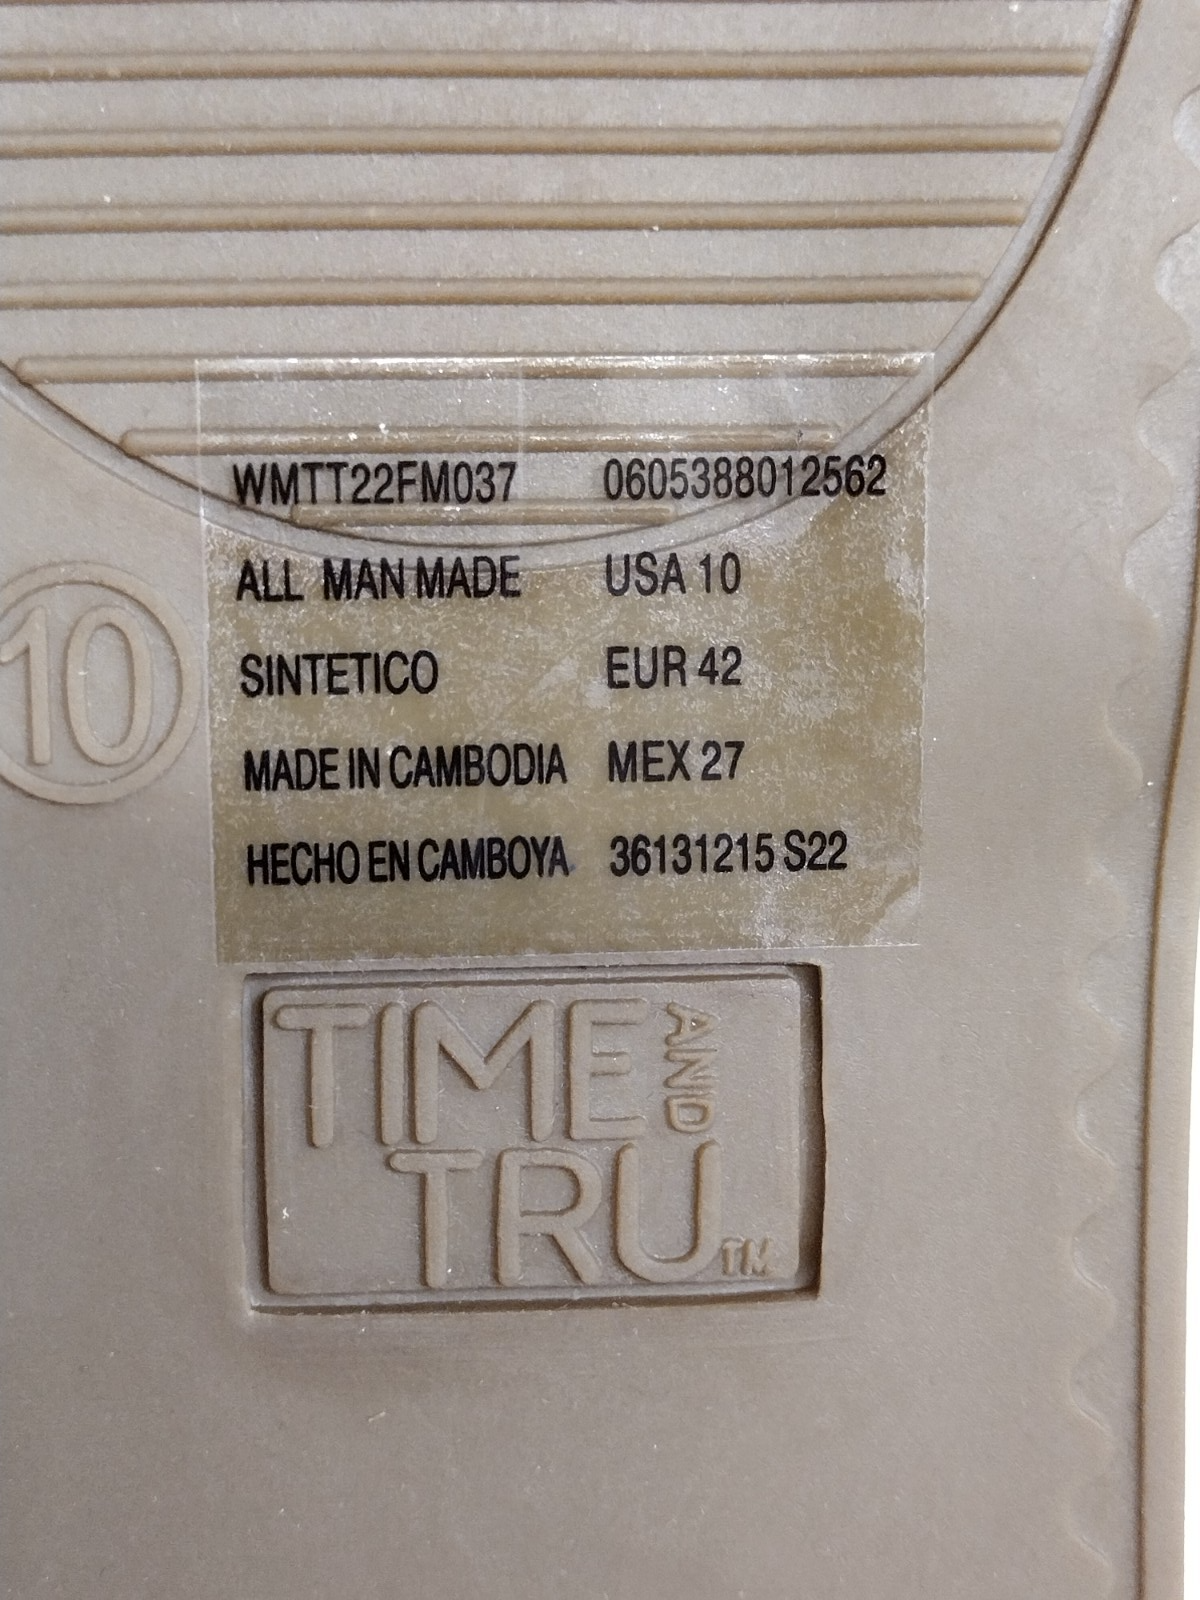 WMTT22FM037 0605388012562
ALL MAN MADE USA 10
SINTETICO EUR 42
MADE IN CAMBODIA MEX 27
HECHO EN CAMBOYA 36131215 S22
10
TIME AND
TRU TM